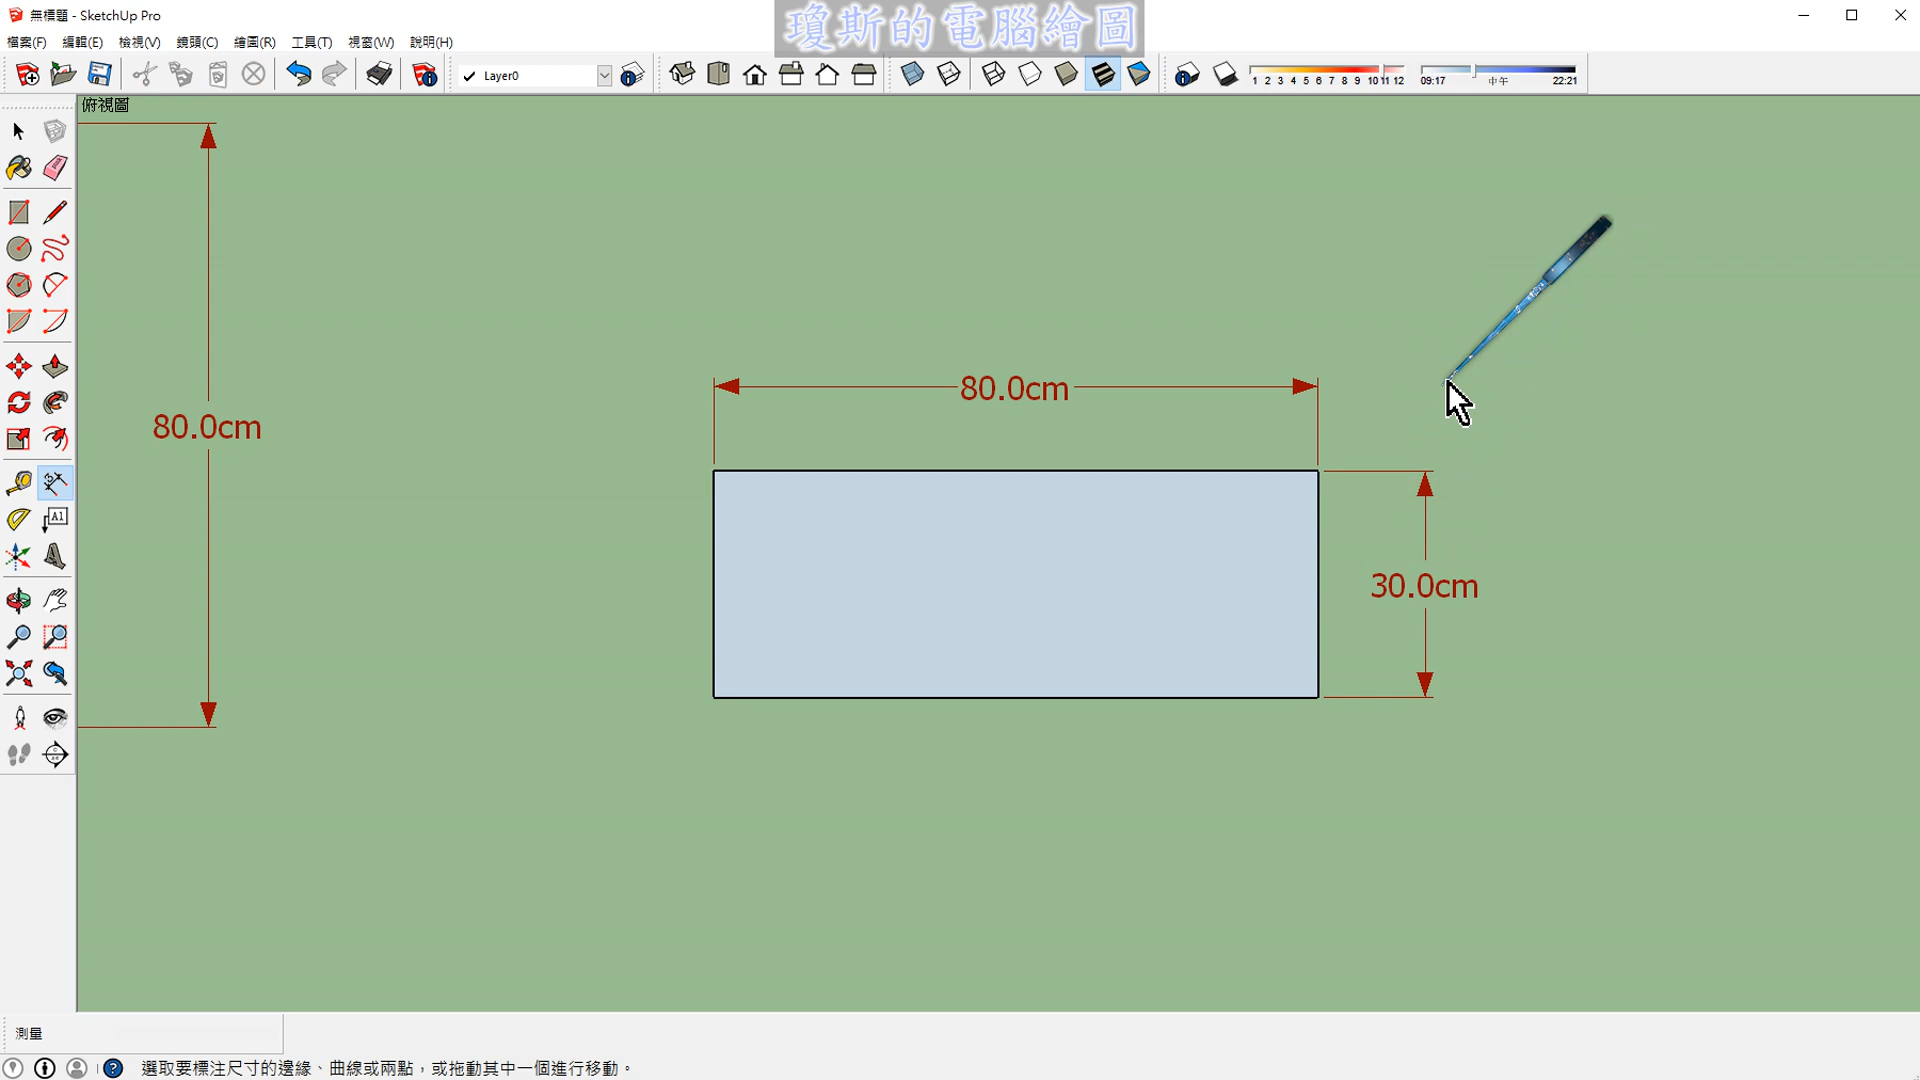 無標題 - SketchUp Pro
瓊斯的電腦繪圖
檔案(F) 編輯(E) 檢視(V) 鏡頭(C) 繪圖(R) 工具(T) 視窗(W) 說明(H)
Layer0
1 2 3 4 5 6 7 8 9 10 11 12
09:17 中午 22:21
俯視圖
80.0cm
80.0cm
30.0cm
A1
測量
選取要標注尺寸的邊緣、曲線或兩點，或拖動其中一個進行移動。